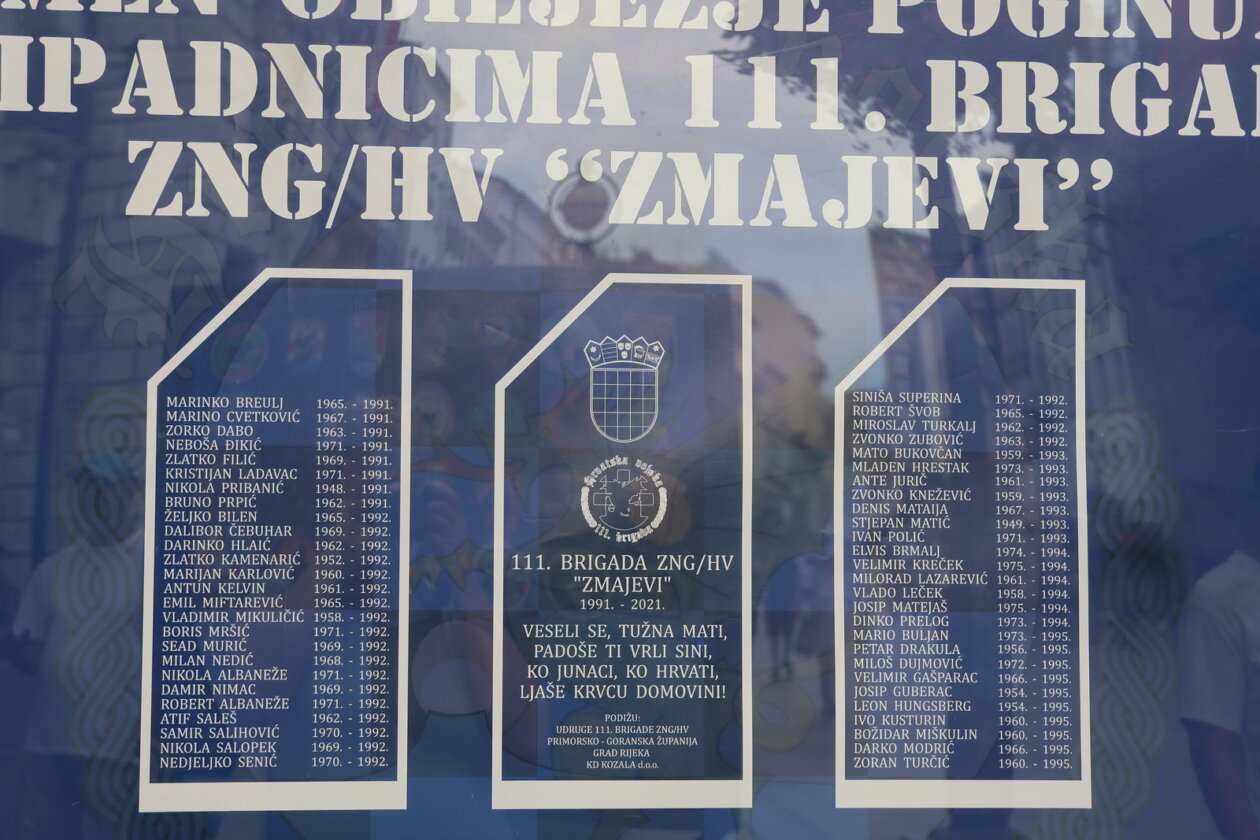 MEN OBILJEŽJE POGINU
IPADNICIMA 111. BRIGA
ZNG/HV “ZMAJEVI”
MARINKO BREULJ 1965. - 1991.
MARINO CVETKOVIĆ 1967. - 1991.
ZORKO DABO 1963. - 1991.
NEBOŠA ĐIKIĆ 1971. - 1991.
ZLATKO FILIĆ 1969. - 1991.
KRISTIJAN LADAVAC 1971. - 1991.
NIKOLA PRIBANIĆ 1948. - 1991.
BRUNO PRPIĆ 1962. - 1991.
ŽELJKO BILEN 1965. - 1992.
DALIBOR ĆEBUHAR 1969. - 1992.
DARINKO HLAIĆ 1962. - 1992.
ZLATKO KAMENARIĆ 1952. - 1992.
MARIJAN KARLOVIĆ 1960. - 1992.
ANTUN KELVIN 1961. - 1992.
EMIL MIFTAREVIĆ 1965. - 1992.
VLADIMIR MIKULIČIĆ 1958. - 1992.
BORIS MRŠIĆ 1971. - 1992.
SEAD MURIĆ 1969. - 1992.
MILAN NEDIĆ 1968. - 1992.
NIKOLA ALBANEŽE 1971. - 1992.
DAMIR NIMAC 1969. - 1992.
ROBERT ALBANEŽE 1971. - 1992.
ATIF SALEŠ 1962. - 1992.
SAMIR SALIHOVIĆ 1970. - 1992.
NIKOLA SALOPEK 1969. - 1992.
NEDJELJKO SENIĆ 1970. - 1992.
Hrvatska vojska
111. brigada
111. BRIGADA ZNG/HV
"ZMAJEVI"
1991. - 2021.
VESELI SE, TUŽNA MATI,
PADOŠE TI VRLI SINI,
KO JUNACI, KO HRVATI,
LJAŠE KRVCU DOMOVINI!
PODIŽU:
UDRUGE 111. BRIGADE ZNG/HV
PRIMORSKO - GORANSKA ŽUPANIJA
GRAD RIJEKA
KD KOZALA d.o.o.
SINIŠA SUPERINA 1971. - 1992.
ROBERT ŠVOB 1965. - 1992.
MIROSLAV TURKALJ 1962. - 1992.
ZVONKO ZUBOVIĆ 1963. - 1992.
MATO BUKOVČAN 1959. - 1993.
MLADEN HRESTAK 1973. - 1993.
ANTE JURIČ 1961. - 1993.
ZVONKO KNEŽEVIĆ 1959. - 1993.
DENIS MATAIJA 1967. - 1993.
STJEPAN MATIĆ 1949. - 1993.
IVAN POLIĆ 1971. - 1993.
ELVIS BRMALJ 1974. - 1994.
VELIMIR KREČEK 1975. - 1994.
MILORAD LAZAREVIĆ 1961. - 1994.
VLADO LEČEK 1958. - 1994.
JOSIP MATEJAŠ 1975. - 1994.
DINKO PRELOG 1973. - 1994.
MARIO BULJAN 1973. - 1995.
PETAR DRAKULA 1956. - 1995.
MILOŠ DUJMOVIĆ 1972. - 1995.
VELIMIR GAŠPARAC 1966. - 1995.
JOSIP GUBERAC 1954. - 1995.
LEON HUNGSBERG 1954. - 1995.
IVO KUSTURIN 1960. - 1995.
BOŽIDAR MIŠKULIN 1960. - 1995.
DARKO MODRIĆ 1966. - 1995.
ZORAN TURČIĆ 1960. - 1995.